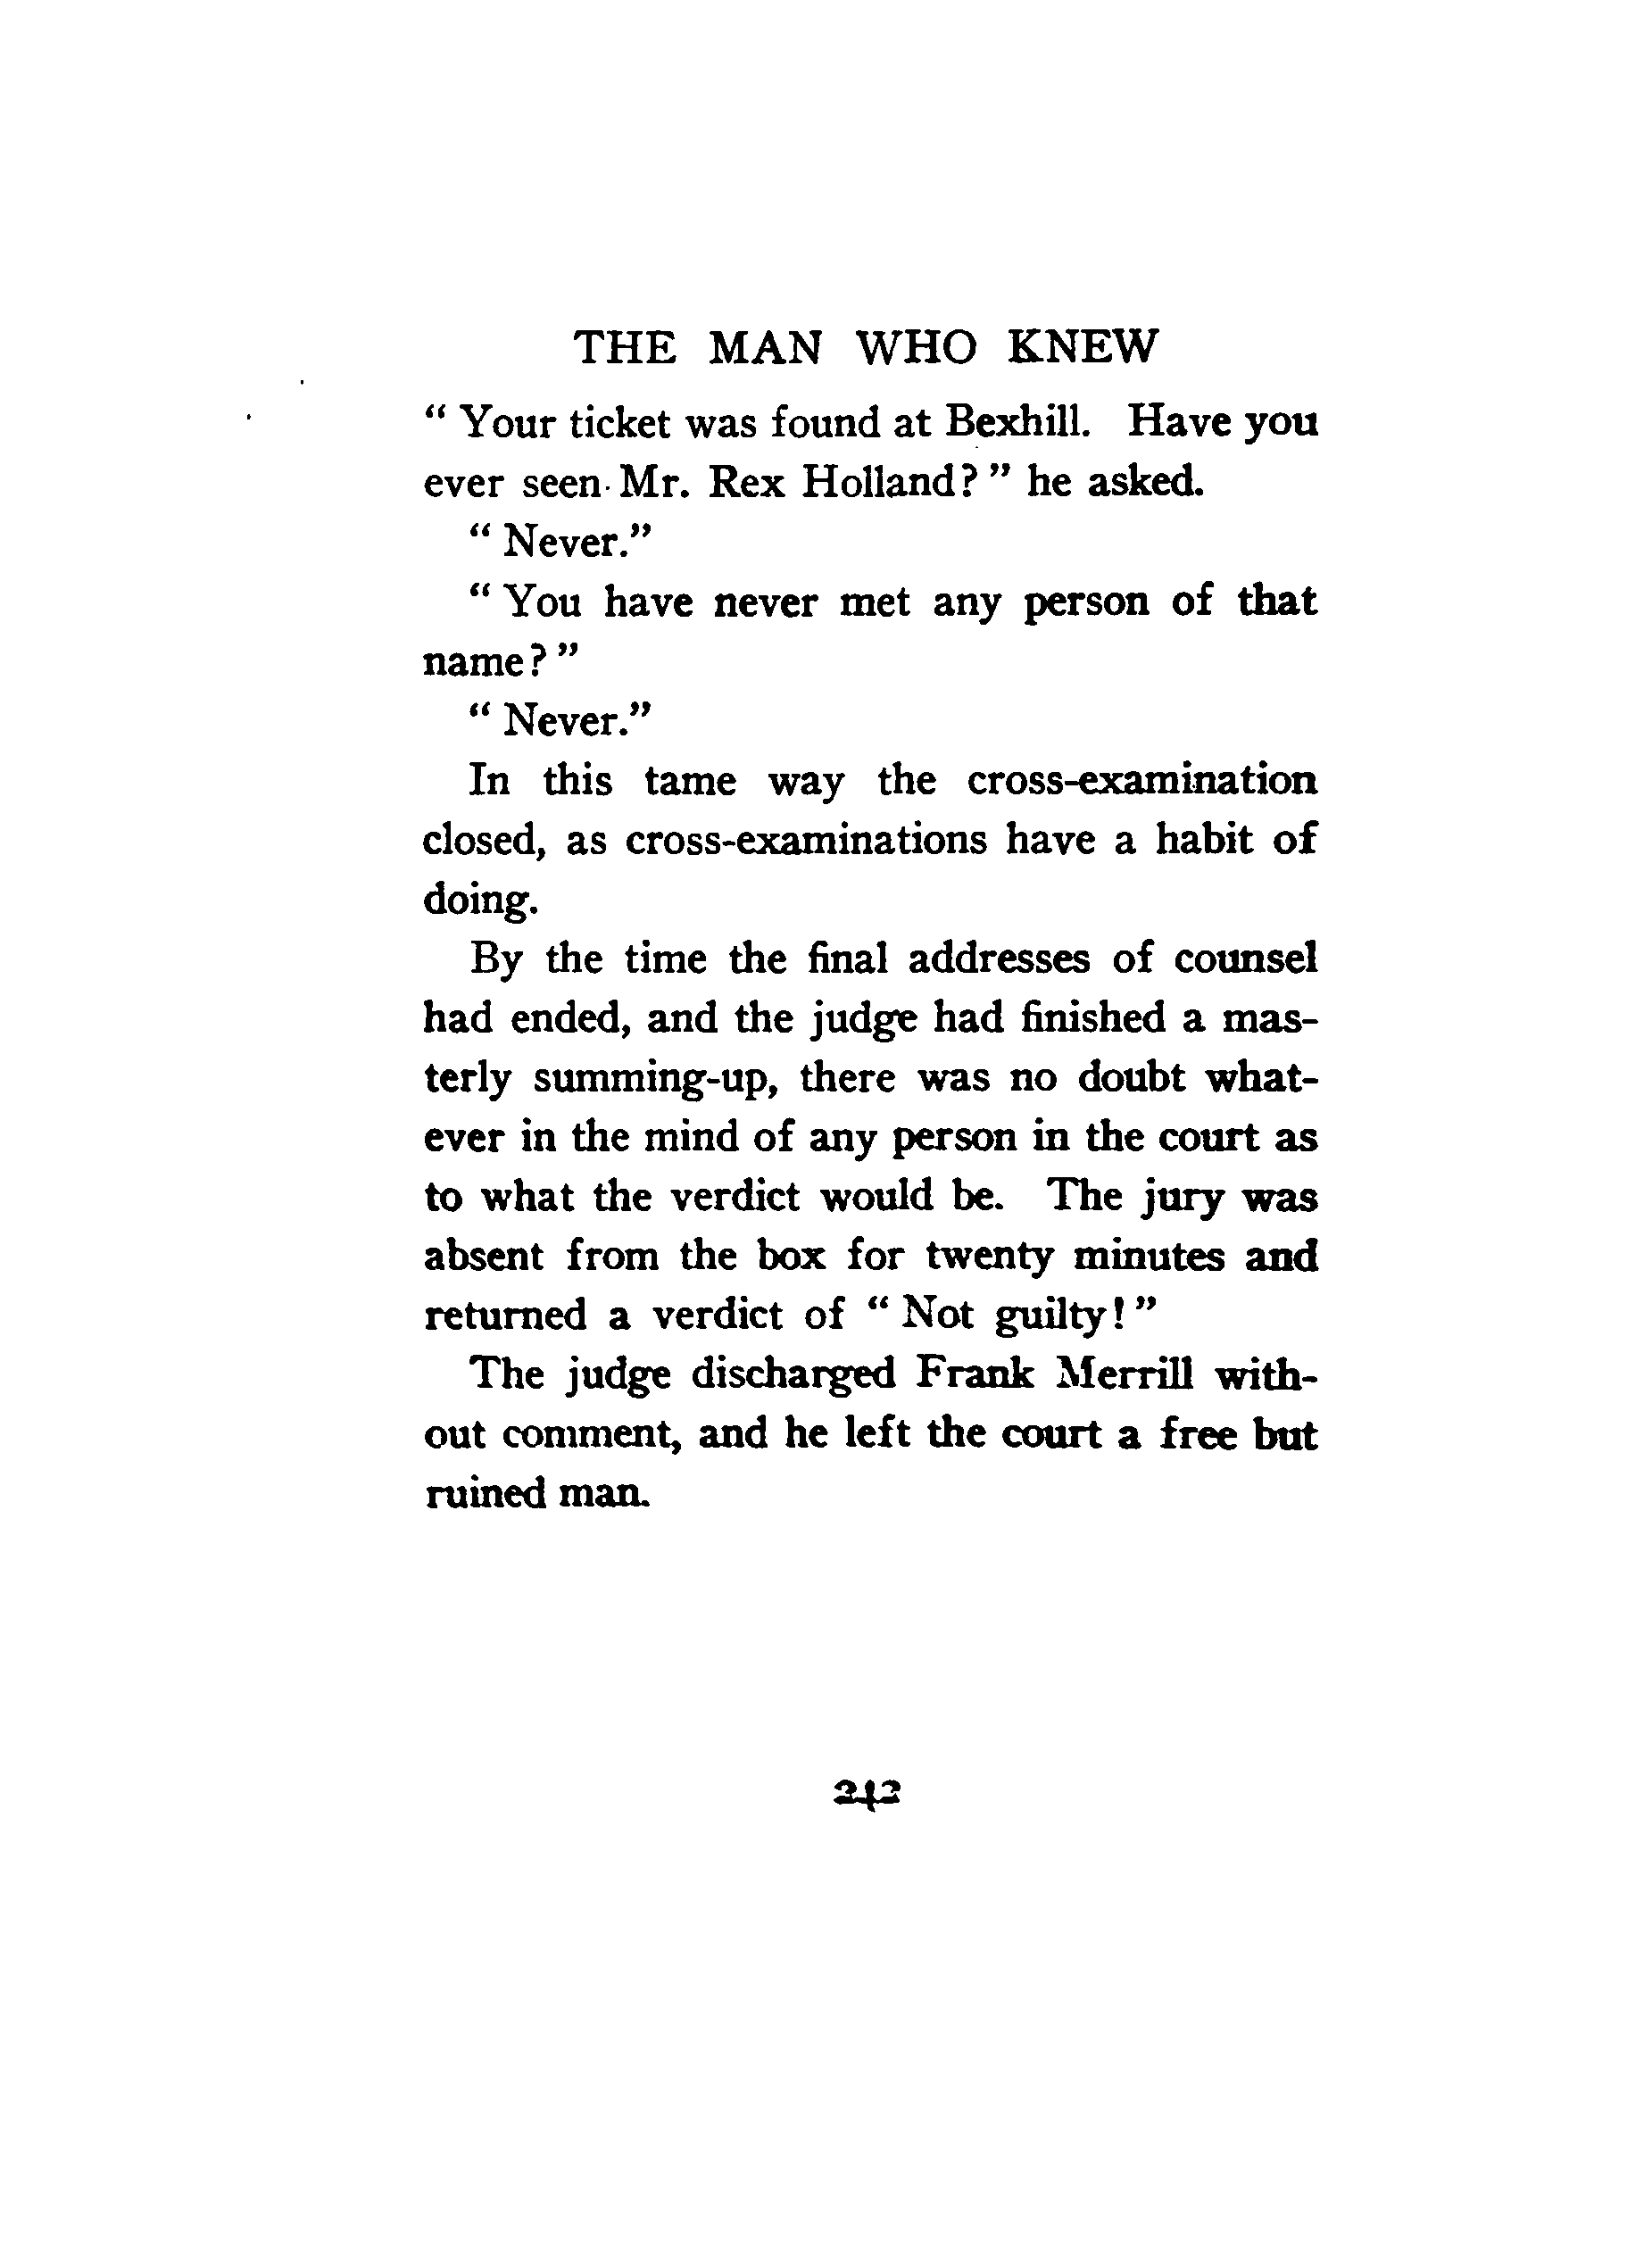 THE MAN WHO KNEW
“ Your ticket was found at Bexhill. Have you
ever seen Mr. Rex Holland? ” he asked.
“ Never.”
“ You have never met any person of that
name? ”
“ Never.”
In this tame way the cross-examination
closed, as cross-examinations have a habit of
doing.
By the time the final addresses of counsel
had ended, and the judge had finished a mas-
terly summing-up, there was no doubt what-
ever in the mind of any person in the court as
to what the verdict would be. The jury was
absent from the box for twenty minutes and
returned a verdict of “ Not guilty! ”
The judge discharged Frank Merrill with-
out comment, and he left the court a free but
ruined man.
242